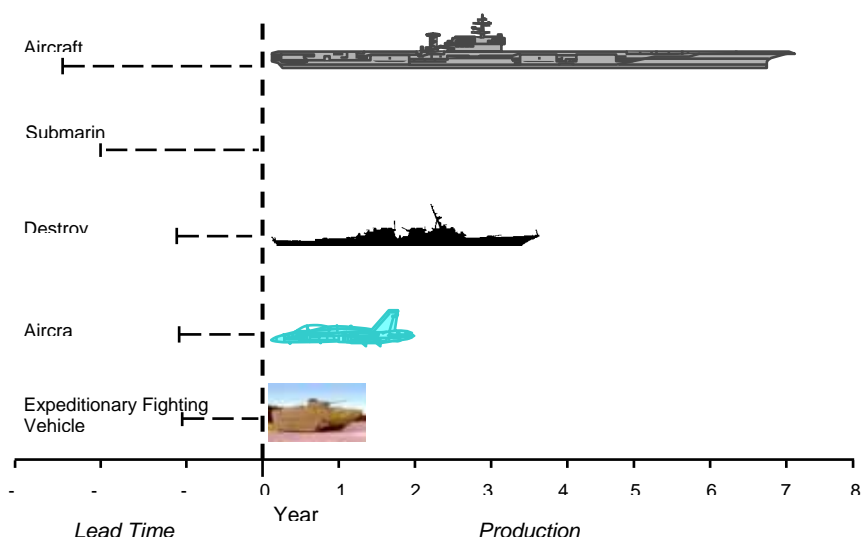 Aircraft
Submarin
Destroy
Aircra
Expeditionary Fighting
Vehicle
- - - 0 1 2 3 4 5 6 7 8
Year
Lead Time Production